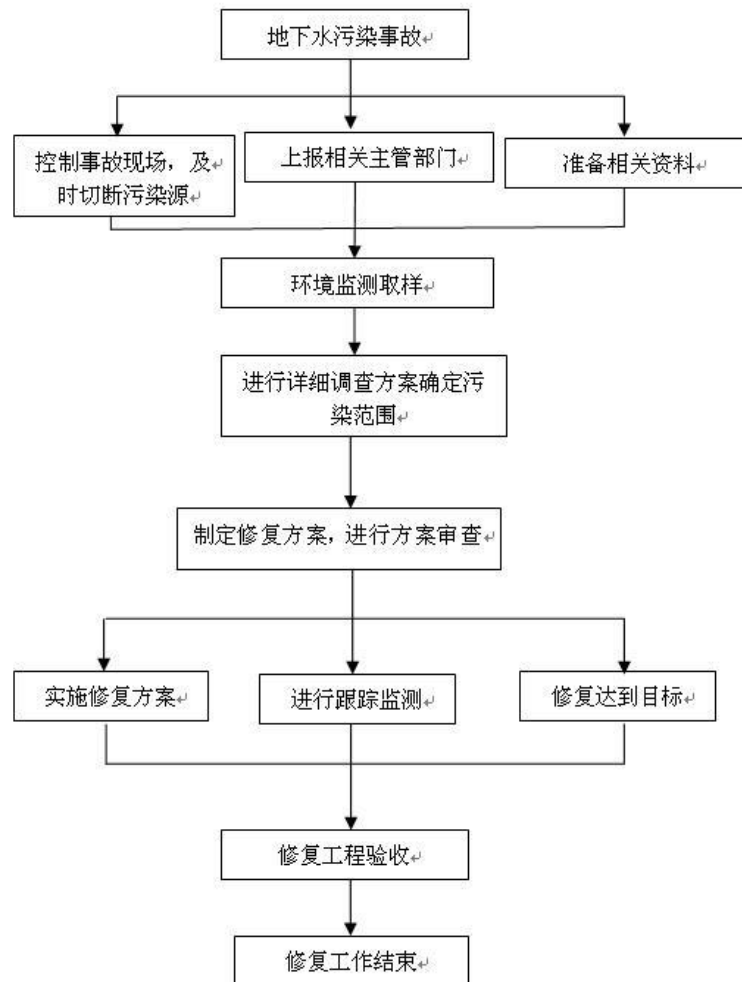 地下水污染事故
控制事故现场，及
时切断污染源
上报相关主管部门
准备相关资料
环境监测取样
进行详细调查方案确定污
染范围
制定修复方案，进行方案审查
实施修复方案
进行跟踪监测
修复达到目标
修复工程验收
修复工作结束